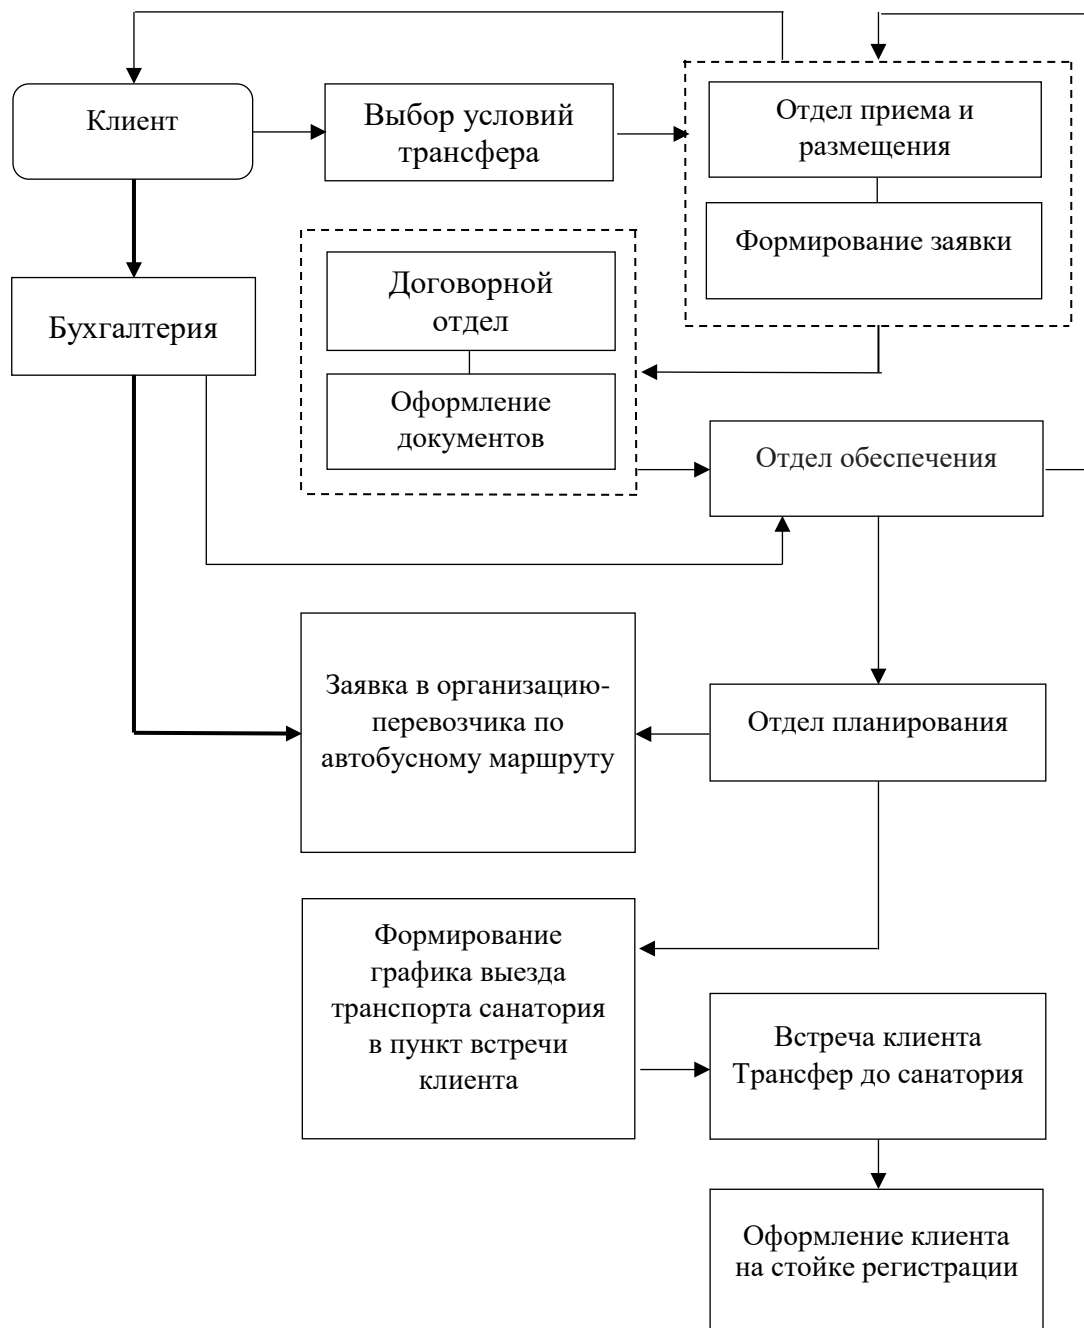 Клиент
Выбор условий
трансфера
Отдел приема и
размещения
Формирование заявки
Бухгалтерия
Договорной
отдел
Оформление
документов
Отдел обеспечения
Заявка в организацию-
перевозчика по
автобусному маршруту
Отдел планирования
Формирование
графика выезда
транспорта санатория
в пункт встречи
клиента
Встреча клиента
Трансфер до санатория
Оформление клиента
на стойке регистрации